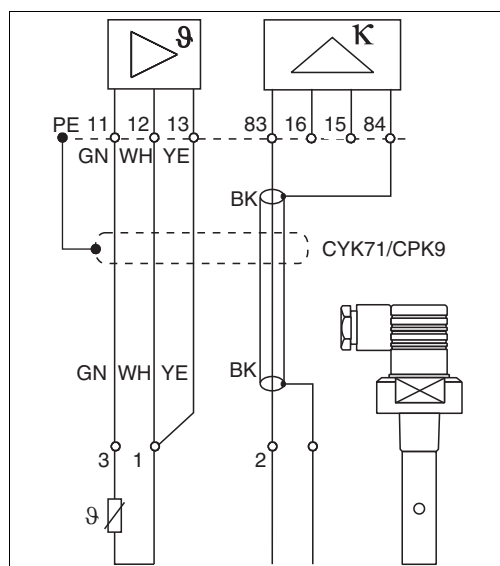 ϑ κ
PE 11 12 13 83 16 15 84
GN WH YE
BK
CYK71/CPK9
GN WH YE BK
3 1 2
ϑ